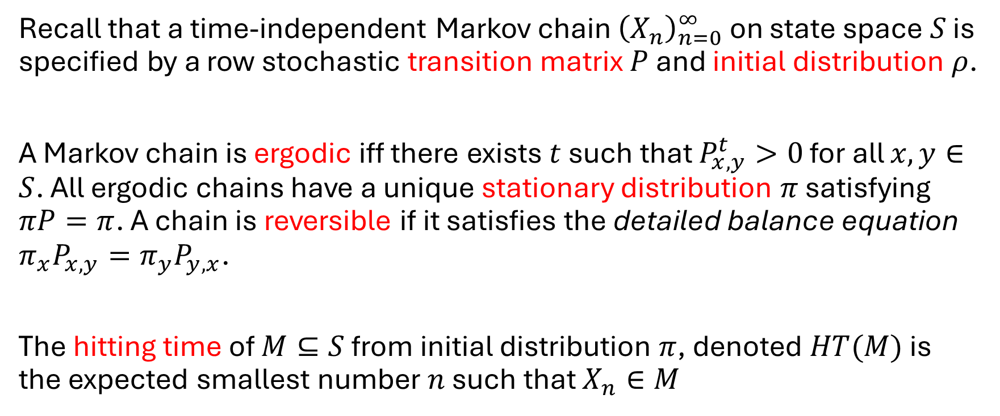 Recall that a time-independent Markov chain $(X_n)_{n=0}^{\infty}$ on state space $S$ is
specified by a row stochastic transition matrix $P$ and initial distribution $\rho$.
A Markov chain is ergodic iff there exists $t$ such that $P_{x,y}^t > 0$ for all $x, y \in$
$S$. All ergodic chains have a unique stationary distribution $\pi$ satisfying
$\pi P = \pi$. A chain is reversible if it satisfies the detailed balance equation
$\pi_x P_{x,y} = \pi_y P_{y,x}$.
The hitting time of $M \subseteq S$ from initial distribution $\pi$, denoted $HT(M)$ is
the expected smallest number $n$ such that $X_n \in M$